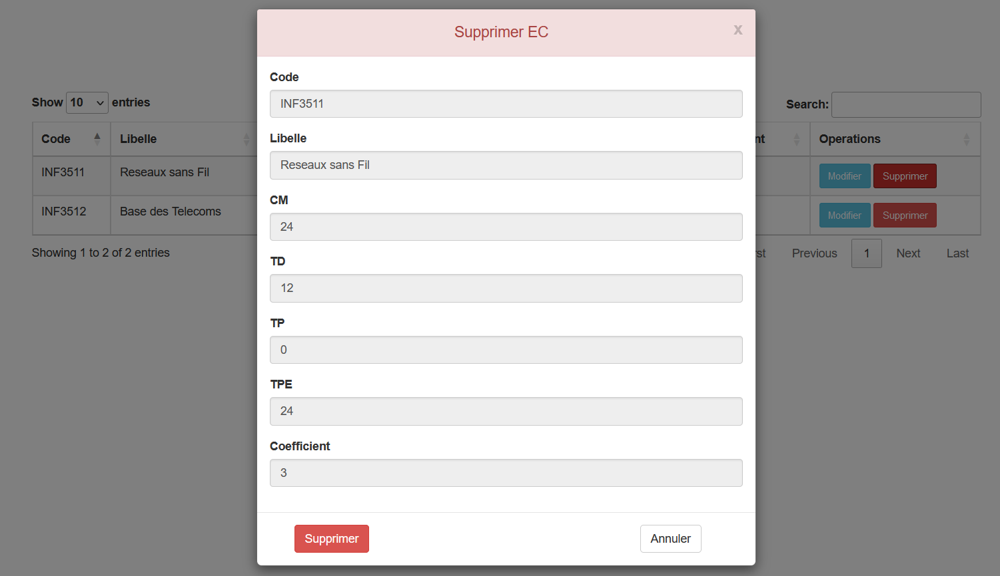 Supprimer EC x
Code
INF3511
Libelle
Reseaux sans Fil
CM
24
TD
12
TP
0
TPE
24
Coefficient
3
Supprimer Annuler
Show 10 entries Search:
Code Libelle Operations
INF3511 Reseaux sans Fil Modifier Supprimer
INF3512 Base des Telecoms Modifier Supprimer
Showing 1 to 2 of 2 entries Previous 1 Next Last